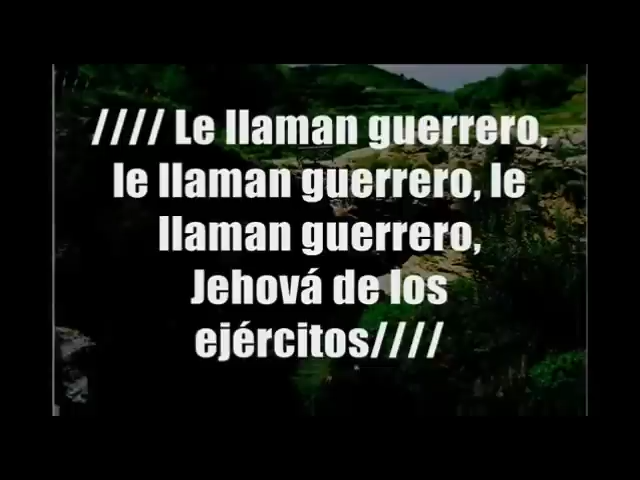 //// Le llaman guerrero,
le llaman guerrero, le
llaman guerrero,
Jehová de los
ejércitos////